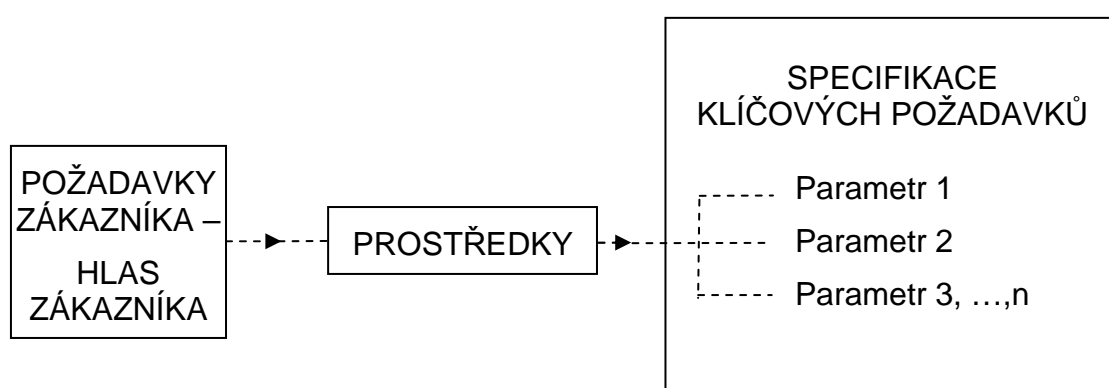 POŽADAVKY
ZÁKAZNÍKA –
HLAS
ZÁKAZNÍKA
PROSTŘEDKY
SPECIFIKACE
KLÍČOVÝCH POŽADAVKŮ
Parametr 1
Parametr 2
Parametr 3, …,n